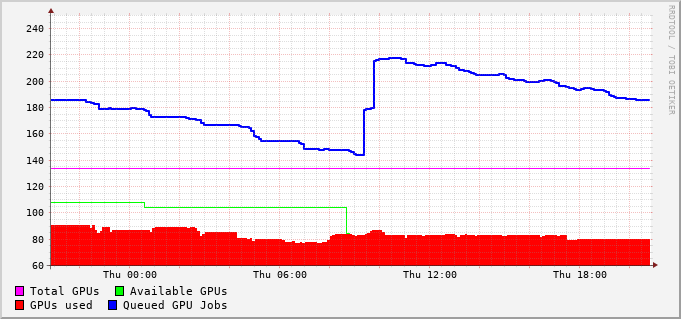 RRDTOOL / TOBI OETIKER
240
220
200
180
160
140
120
100
80
60
Thu 00:00 Thu 06:00 Thu 12:00 Thu 18:00
Total GPUs Available GPUs
GPUs used Queued GPU Jobs